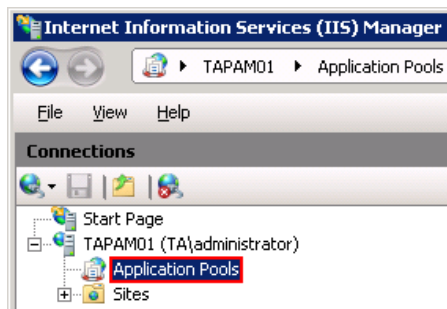 Internet Information Services (IIS) Manager
TAPAM01 Application Pools
File View Help
Connections
Start Page
TAPAM01 (TA\administrator)
Application Pools
Sites